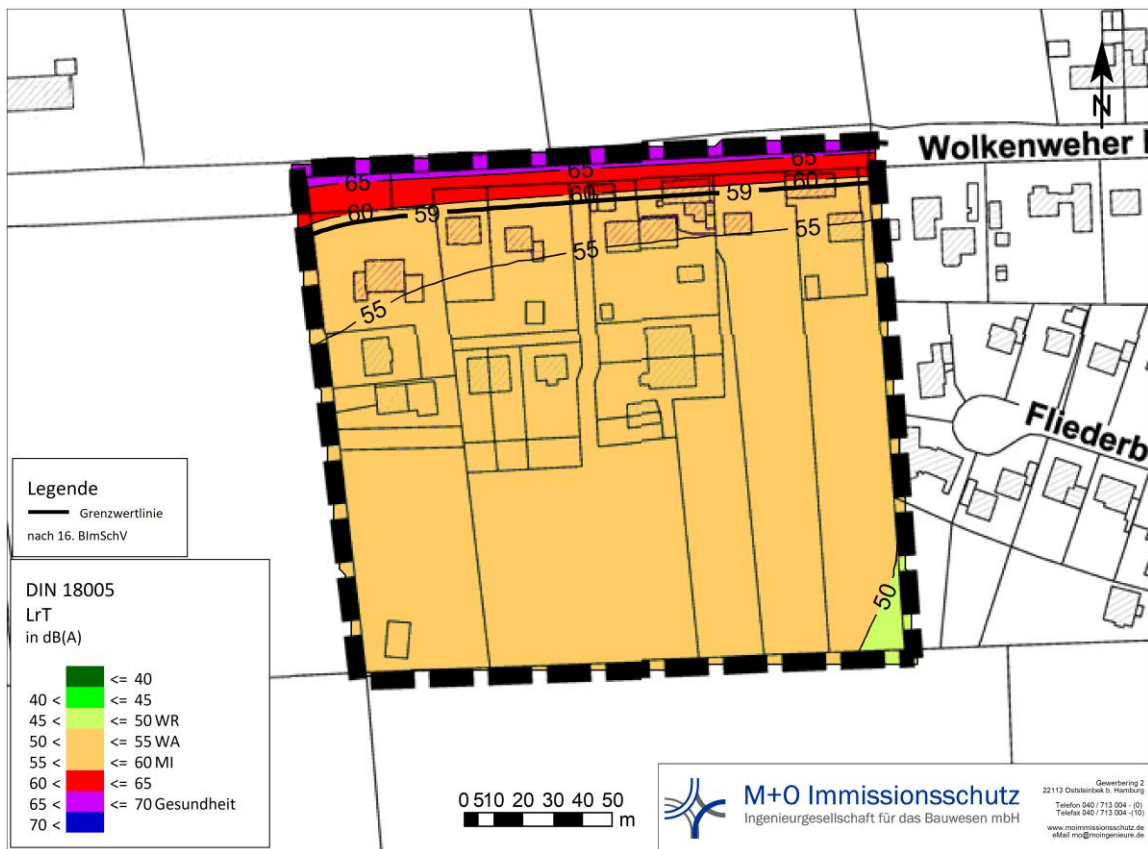 N
Wolkenweher
65
65
65
60
59
60
59
60
55
55
55
50
Fliederb
Legende
Grenzwertlinie
nach 16. BImSchV
DIN 18005
LrT
in dB(A)
<= 40
40 < <= 45
45 < <= 50 WR
50 < <= 55 WA
55 < <= 60 MI
60 < <= 65
65 < <= 70 Gesundheit
70 <
0 5 10 20 30 40 50
m
M+O Immissionsschutz
Ingenieurgesellschaft für das Bauwesen mbH
Gewerbering 2
22113 Oststeinbek b. Hamburg
Telefon 040 / 713 004 - (0)
Telefax 040 / 713 004 -(10)
www.moimmissionsschutz.de
eMail mo@moingenieure.de